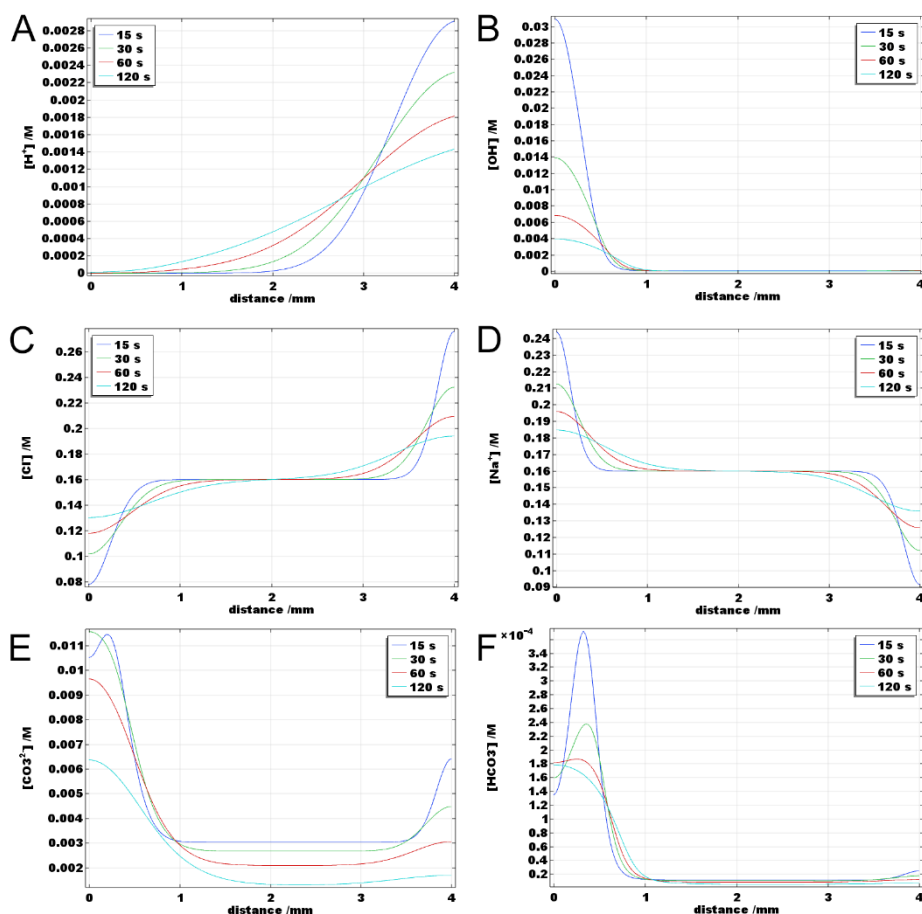 A
[H⁺] /M
0.0028
0.0026
0.0024
0.0022
0.002
0.0018
0.0016
0.0014
0.0012
0.001
0.0008
0.0006
0.0004
0.0002
0
15 s
30 s
60 s
120 s
0 1 2 3 4
distance /mm
B
[OH⁻] /M
0.03
0.028
0.026
0.024
0.022
0.02
0.018
0.016
0.014
0.012
0.01
0.008
0.006
0.004
0.002
0
15 s
30 s
60 s
120 s
0 1 2 3 4
distance /mm
C
[Cl⁻] /M
0.26
0.24
0.22
0.2
0.18
0.16
0.14
0.12
0.1
0.08
15 s
30 s
60 s
120 s
0 1 2 3 4
distance /mm
D
[Na⁺] /M
0.24
0.23
0.22
0.21
0.2
0.19
0.18
0.17
0.16
0.15
0.14
0.13
0.12
0.11
0.1
0.09
15 s
30 s
60 s
120 s
0 1 2 3 4
distance /mm
E
[CO3²⁻] /M
0.011
0.01
0.009
0.008
0.007
0.006
0.005
0.004
0.003
0.002
15 s
30 s
60 s
120 s
0 1 2 3 4
distance /mm
F
×10⁻⁴
[HCO3⁻] /M
3.4
3.2
3
2.8
2.6
2.4
2.2
2
1.8
1.6
1.4
1.2
1
0.8
0.6
0.4
0.2
15 s
30 s
60 s
120 s
0 1 2 3 4
distance /mm